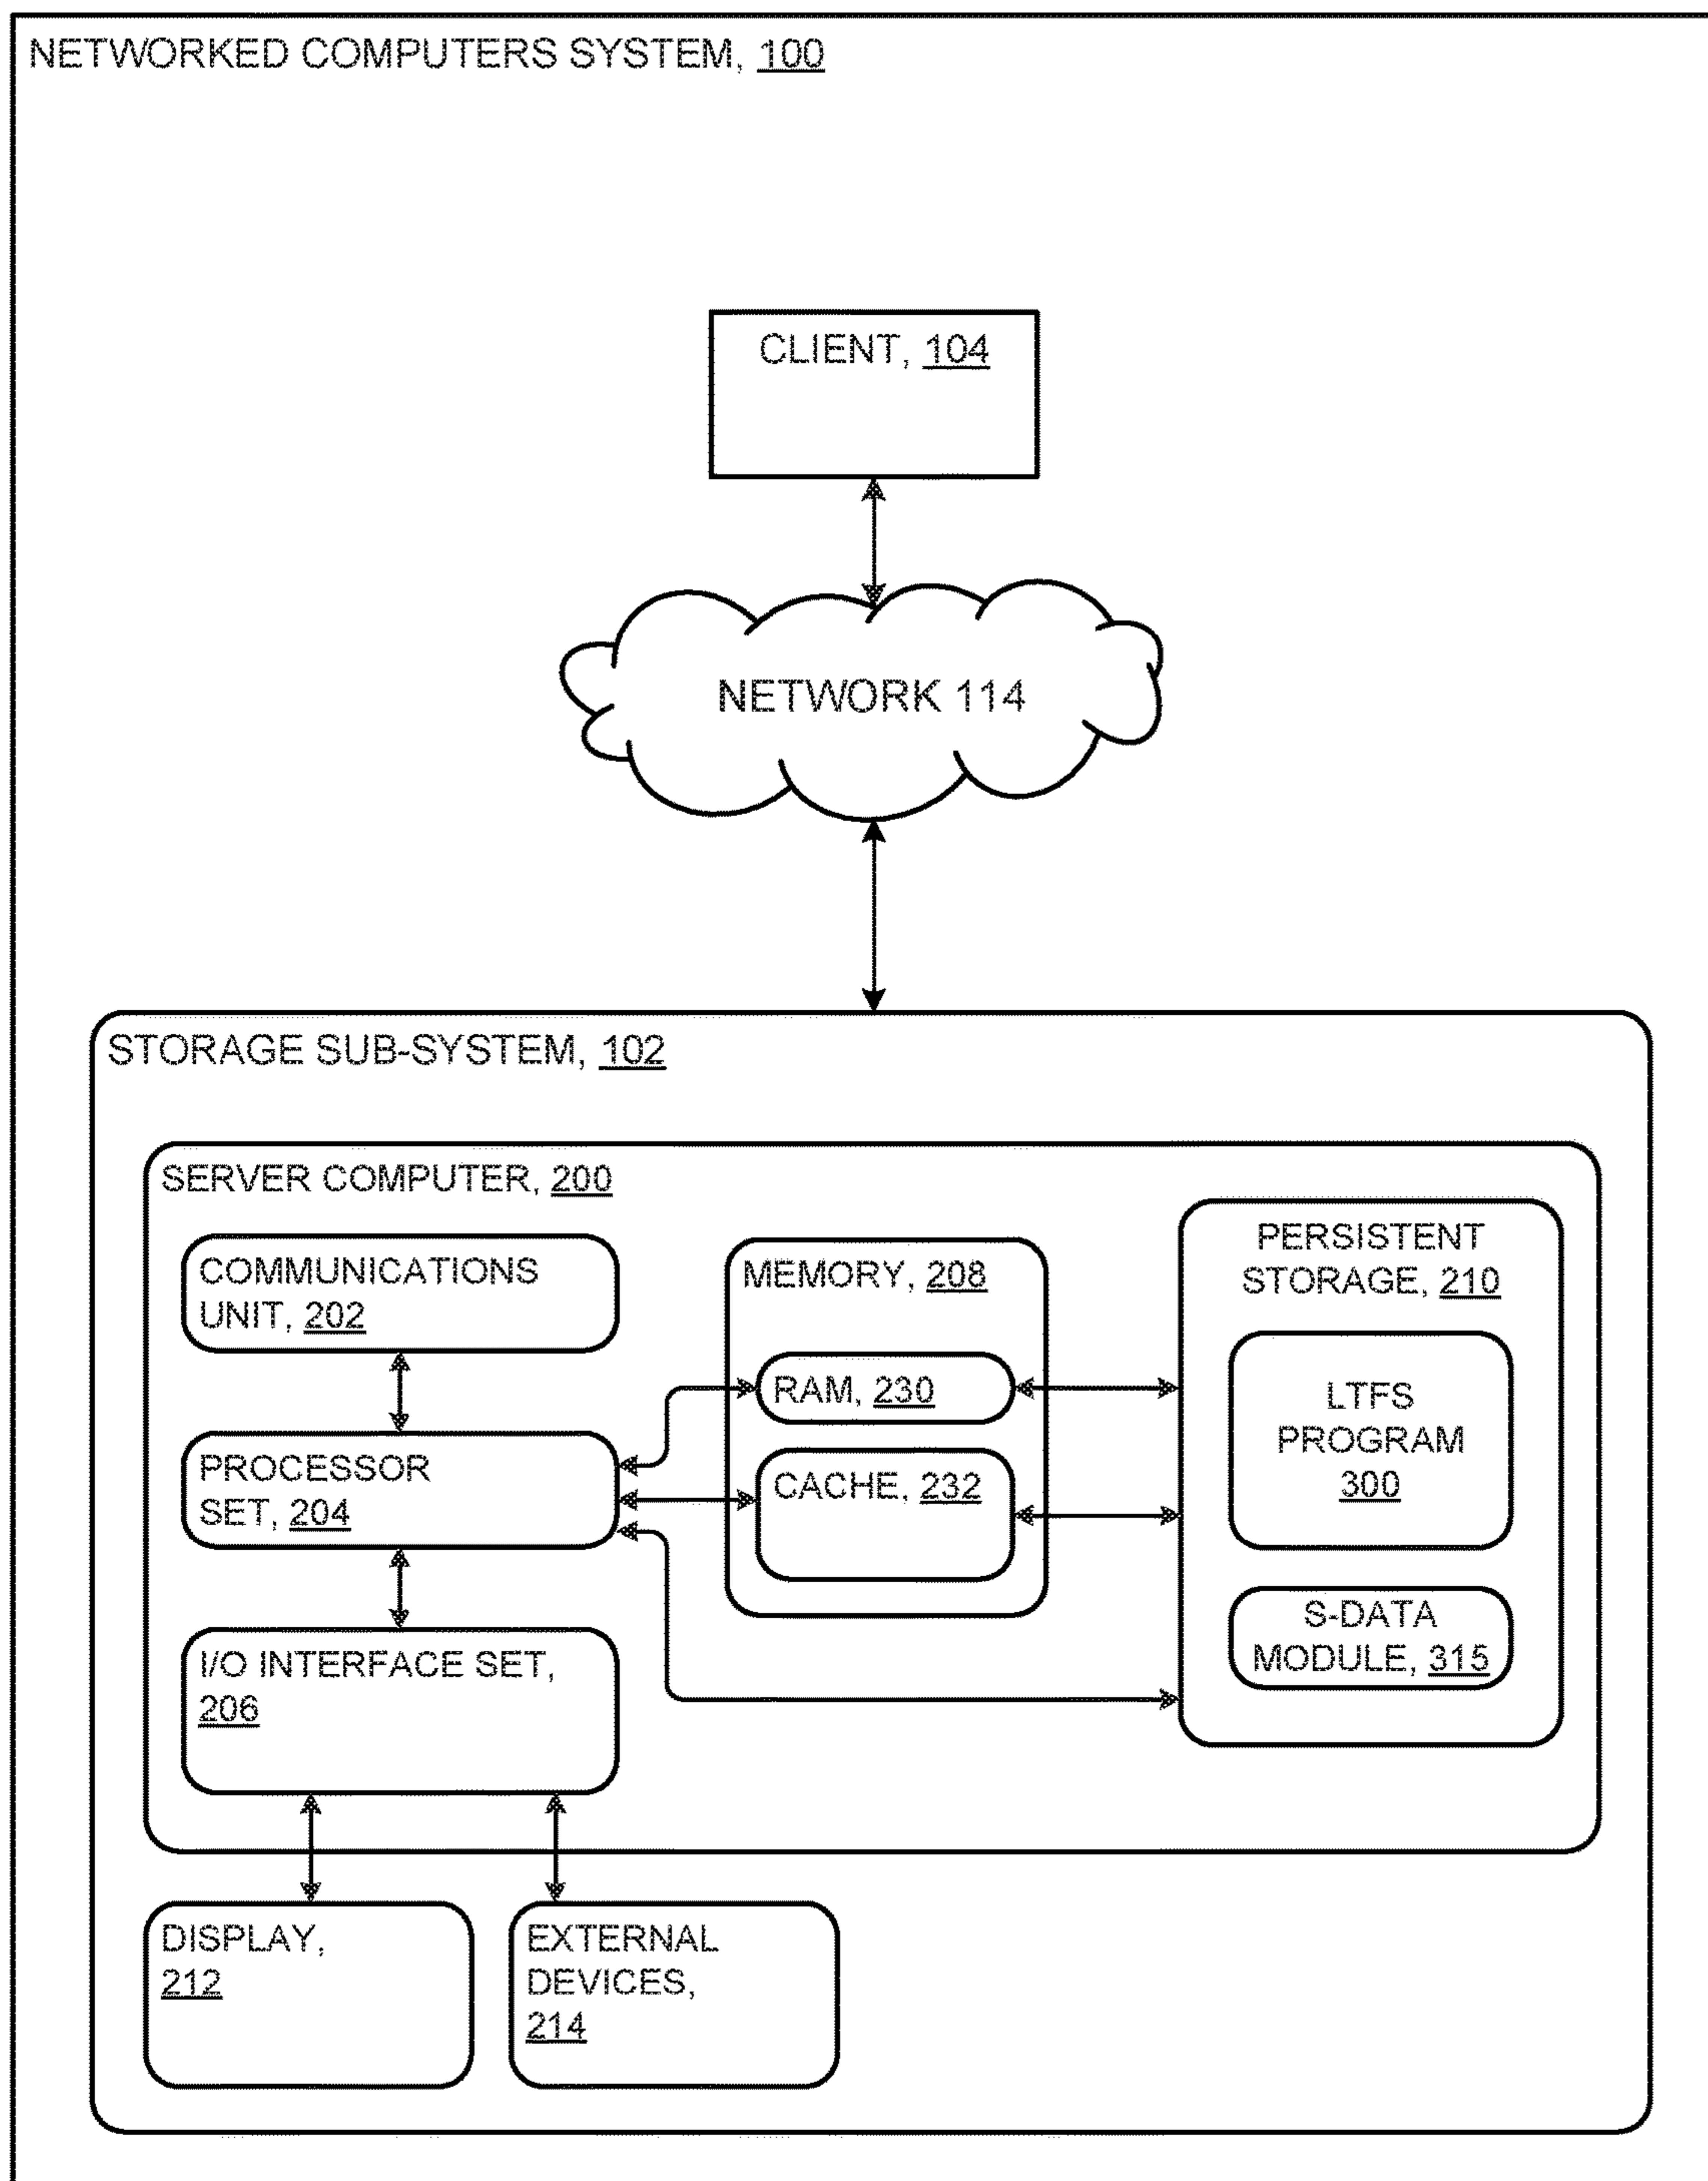 NETWORKED COMPUTERS SYSTEM, 100
CLIENT, 104
NETWORK 114
STORAGE SUB-SYSTEM, 102
SERVER COMPUTER, 200
COMMUNICATIONS
UNIT, 202
PROCESSOR
SET, 204
I/O INTERFACE SET,
206
MEMORY, 208
RAM, 230
CACHE, 232
PERSISTENT
STORAGE, 210
LTFS
PROGRAM
300
S-DATA
MODULE, 315
DISPLAY,
212
EXTERNAL
DEVICES,
214